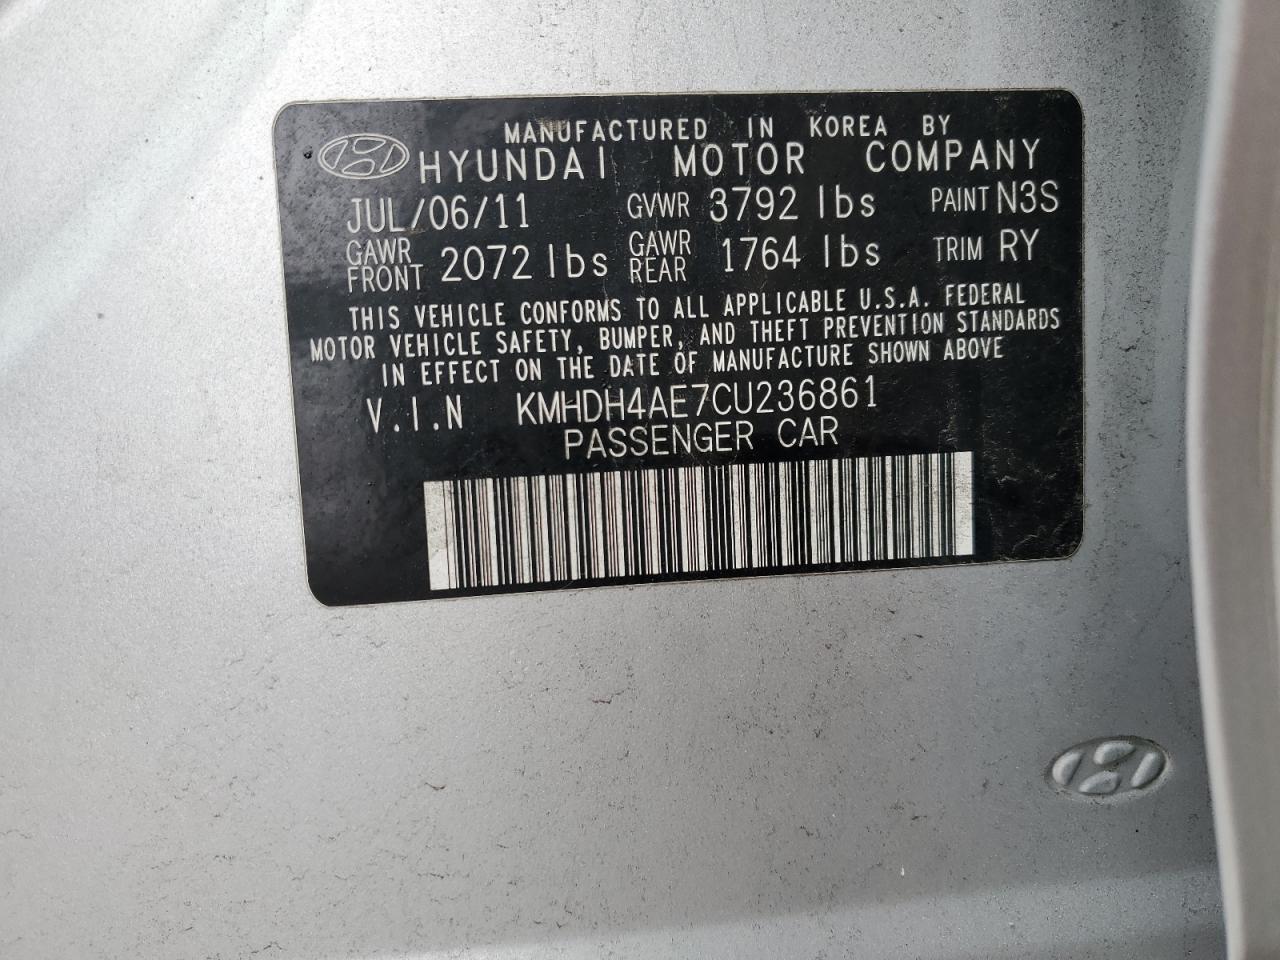 MANUFACTURED IN KOREA BY
HYUNDAI MOTOR COMPANY
JUL/06/11 GVWR 3792 lbs PAINT N3S
GAWR FRONT 2072 lbs GAWR REAR 1764 lbs TRIM RY
THIS VEHICLE CONFORMS TO ALL APPLICABLE U.S.A. FEDERAL
MOTOR VEHICLE SAFETY, BUMPER, AND THEFT PREVENTION STANDARDS
IN EFFECT ON THE DATE OF MANUFACTURE SHOWN ABOVE
V.I.N KMHDH4AE7CU236861
PASSENGER CAR